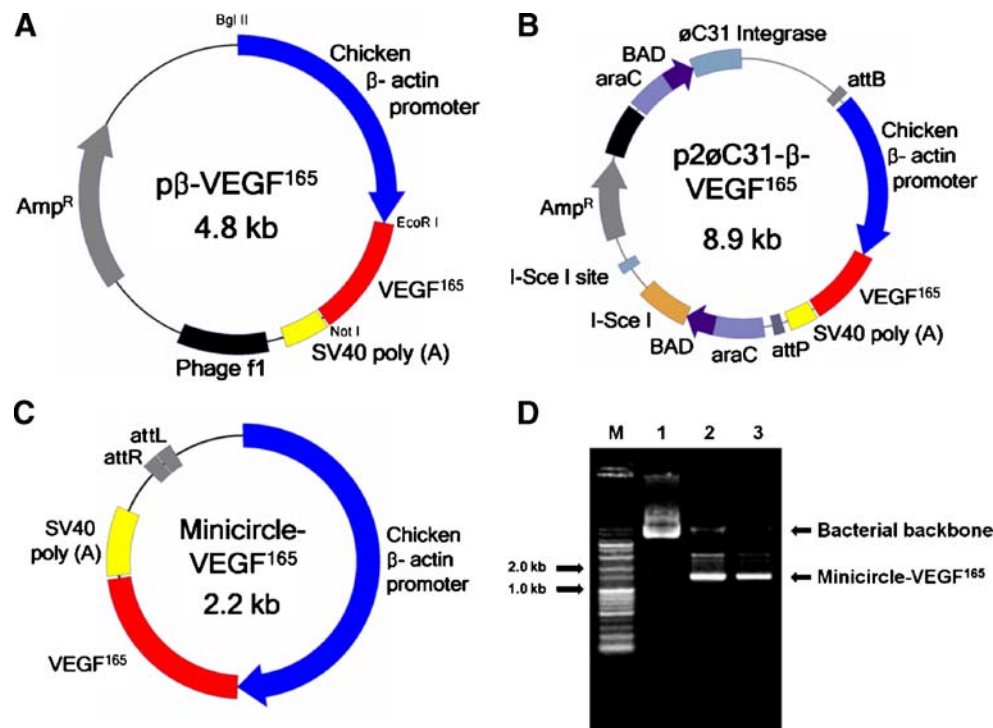 A
Bgl II
Chicken
β- actin
promoter
pβ-VEGF165
4.8 kb
AmpR
EcoR I
VEGF165
Not I
SV40 poly (A)
Phage f1
B
øC31 Integrase
BAD
araC
attB
Chicken
β- actin
promoter
p2øC31-β-
VEGF165
8.9 kb
AmpR
I-Sce I site
I-Sce I
BAD
araC
attP
VEGF165
SV40 poly (A)
C
attL
attR
SV40
poly (A)
Minicircle-
VEGF165
2.2 kb
Chicken
β- actin
promoter
VEGF165
D
M 1 2 3
Bacterial backbone
2.0 kb
Minicircle-VEGF165
1.0 kb